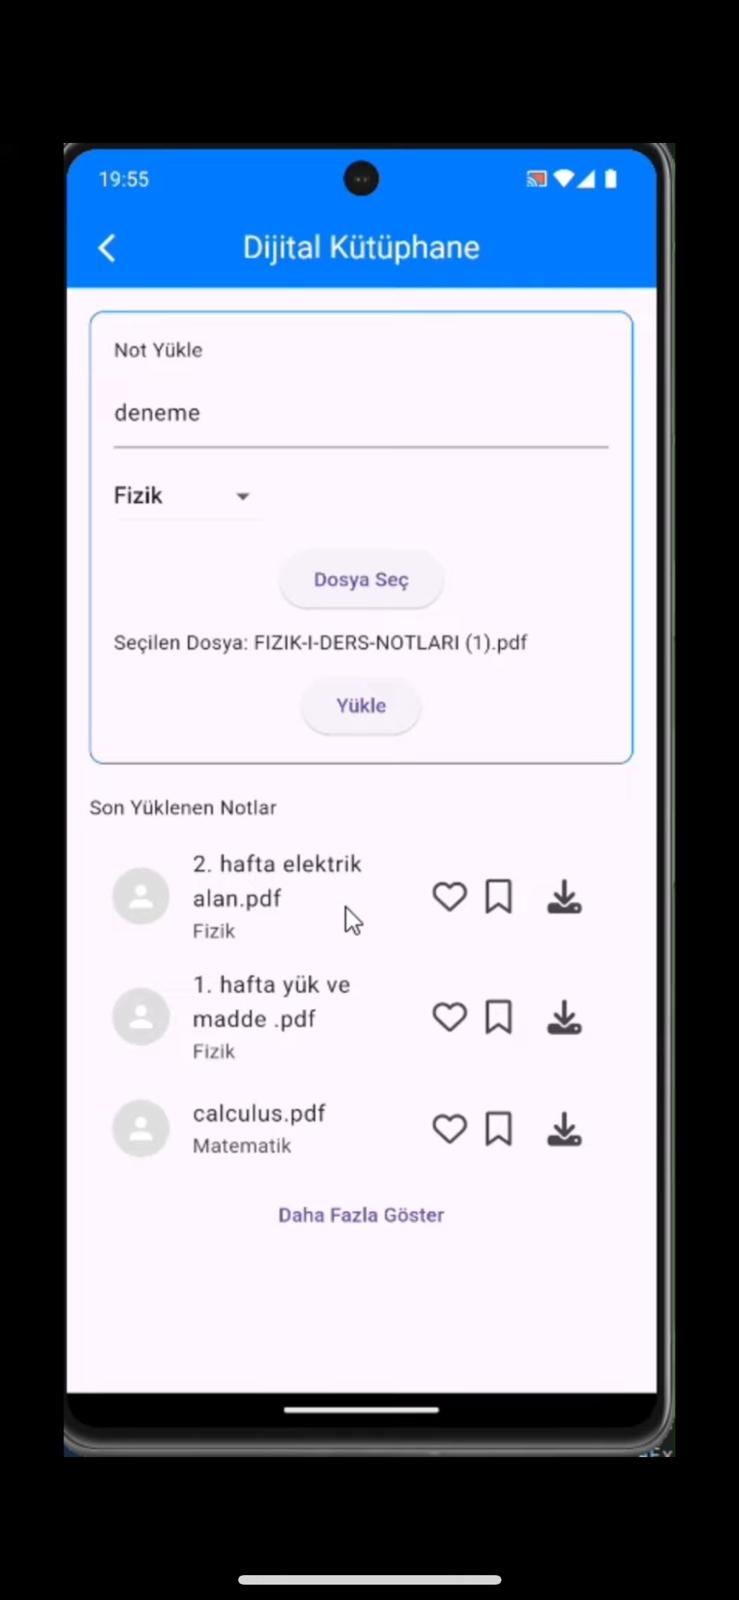 19:55
Dijital Kütüphane
Not Yükle
deneme
Fizik
Dosya Seç
Seçilen Dosya: FIZIK-I-DERS-NOTLARI (1).pdf
Yükle
Son Yüklenen Notlar
2. hafta elektrik
alan.pdf
Fizik
1. hafta yük ve
madde .pdf
Fizik
calculus.pdf
Matematik
Daha Fazla Göster